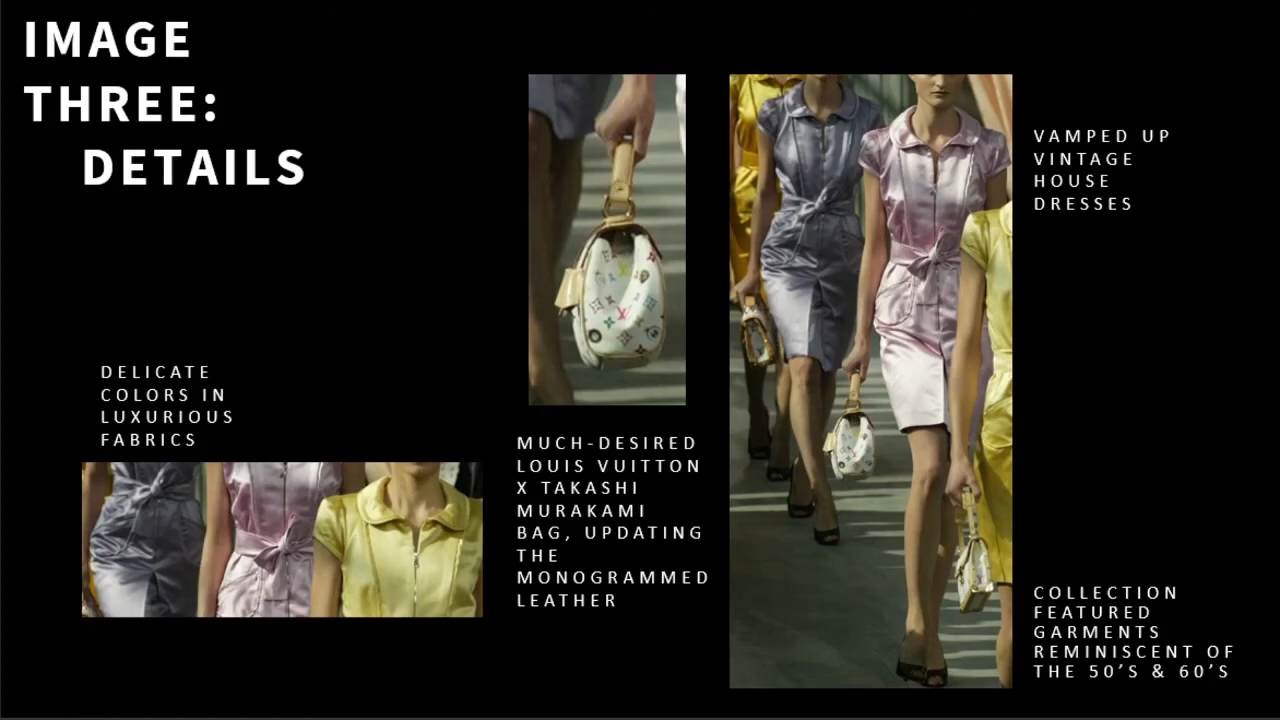 IMAGE
THREE:
DETAILS
DELICATE
COLORS IN
LUXURIOUS
FABRICS
MUCH-DESIRED
LOUIS VUITTON
X TAKASHI
MURAKAMI
BAG, UPDATING
THE
MONOGRAMMED
LEATHER
VAMPED UP
VINTAGE
HOUSE
DRESSES
COLLECTION
FEATURED
GARMENTS
REMINISCENT OF
THE 50’S & 60’S